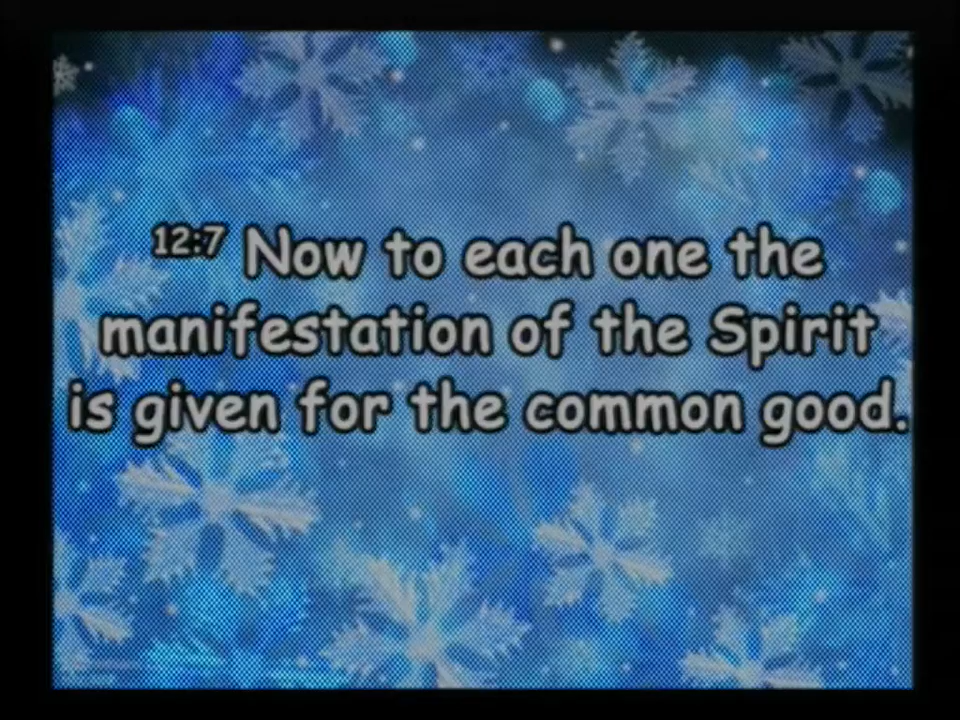 12:7 Now to each one the
manifestation of the Spirit
is given for the common good.